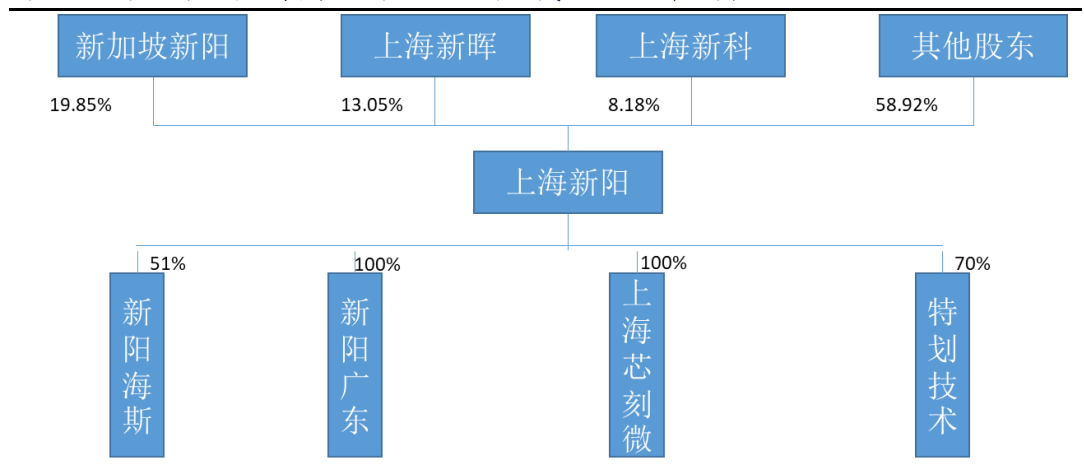 新加坡新阳
上海新晖
上海新科
其他股东
19.85%
13.05%
8.18%
58.92%
上海新阳
51%
100%
100%
70%
新阳海斯
新阳广东
上海芯刻微
特划技术